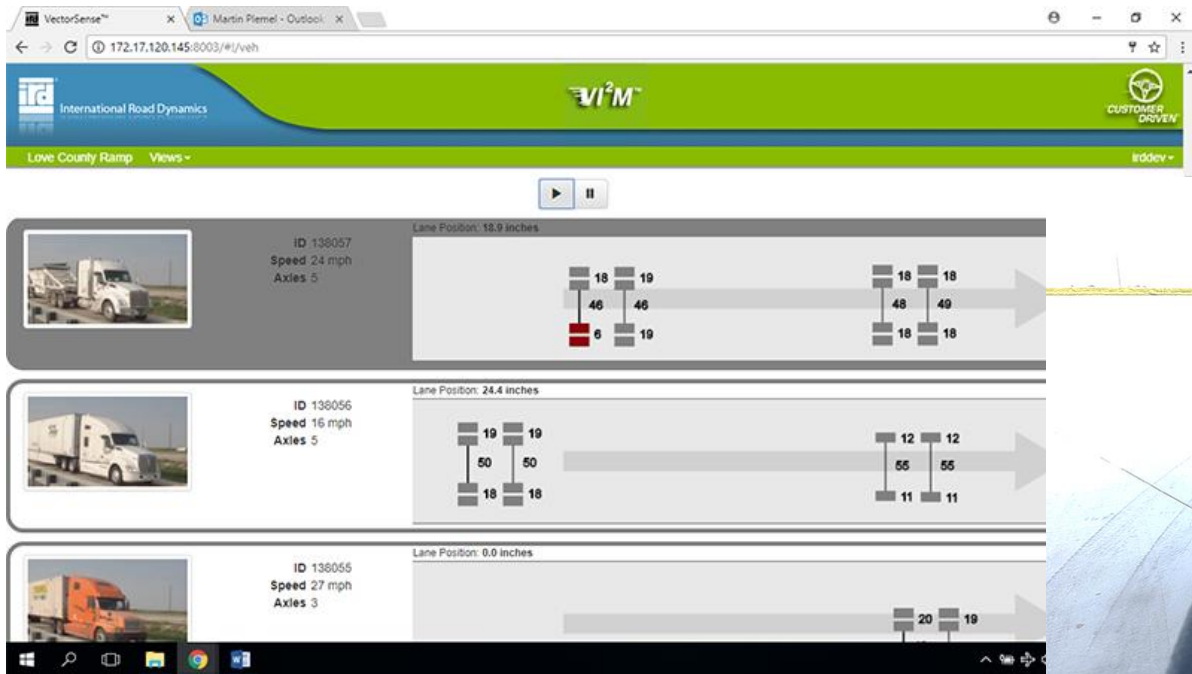 VectorSense™
Martin Plemel - Outlook
172.17.120.145:8003/#!/veh
ird
International Road Dynamics
VI²M™
CUSTOMER
DRIVEN
Love County Ramp Views
irddev
Lane Position: 18.9 inches
ID 138057
Speed 24 mph
Axles 5
18 19 18 18
46 46 48 49
6 19 18 18
Lane Position: 24.4 inches
ID 138056
Speed 16 mph
Axles 5
19 19 12 12
50 50 55 55
18 18 11 11
Lane Position: 0.0 inches
ID 138055
Speed 27 mph
Axles 3
20 19